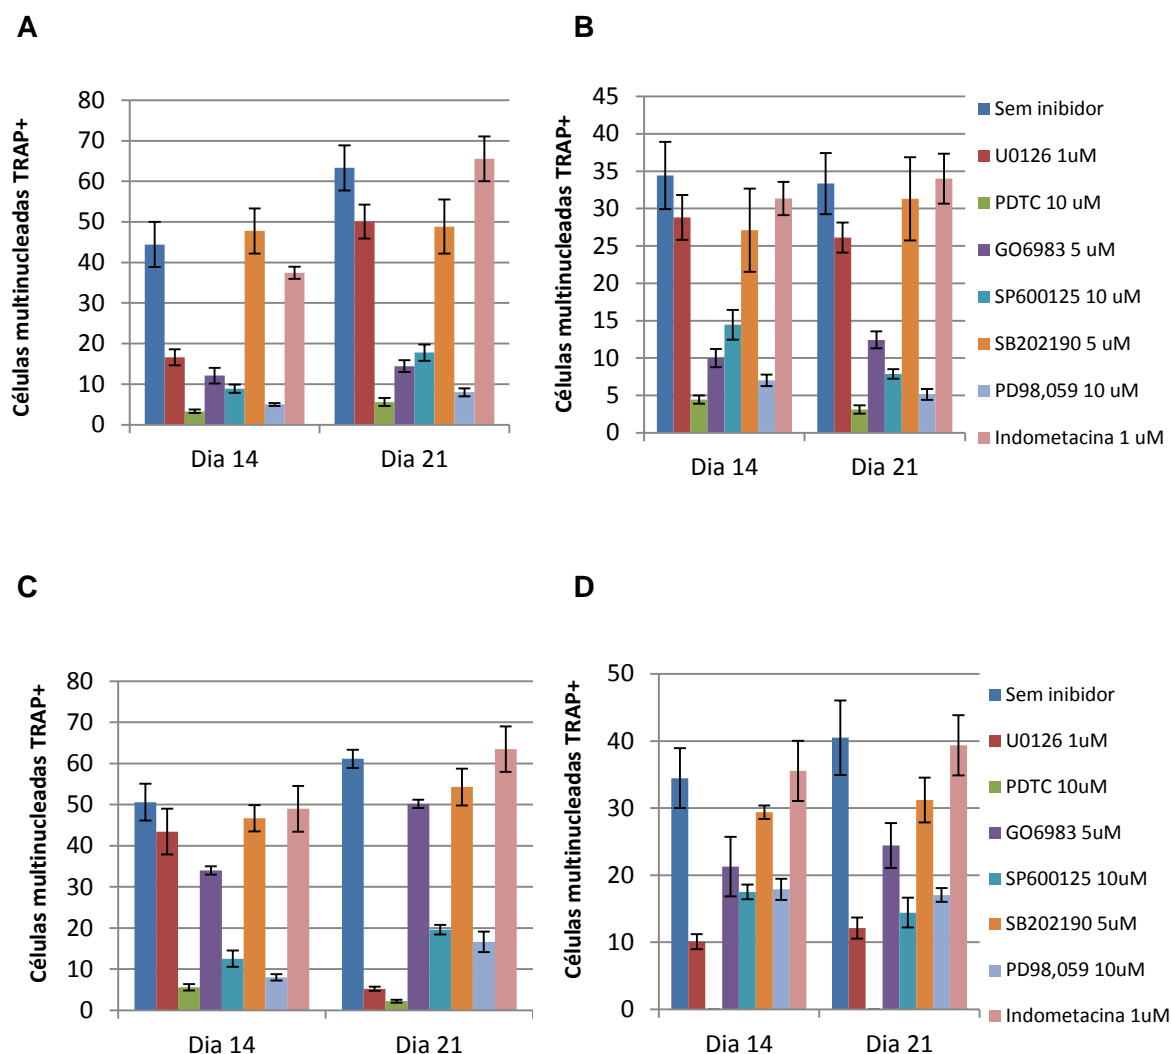 A
Células multinucleadas TRAP+
80
70
60
50
40
30
20
10
0
Dia 14
Dia 21
B
Células multinucleadas TRAP+
45
40
35
30
25
20
15
10
5
0
Dia 14
Dia 21
Sem inibidor
U0126 1uM
PDTC 10 uM
GO6983 5 uM
SP600125 10 uM
SB202190 5 uM
PD98,059 10 uM
Indometacina 1 uM
C
Células multinucleadas TRAP+
80
70
60
50
40
30
20
10
0
Dia 14
Dia 21
D
Células multinucleadas TRAP+
50
40
30
20
10
0
Dia 14
Dia 21
Sem inibidor
U0126 1uM
PDTC 10uM
GO6983 5uM
SP600125 10uM
SB202190 5uM
PD98,059 10uM
Indometacina 1uM